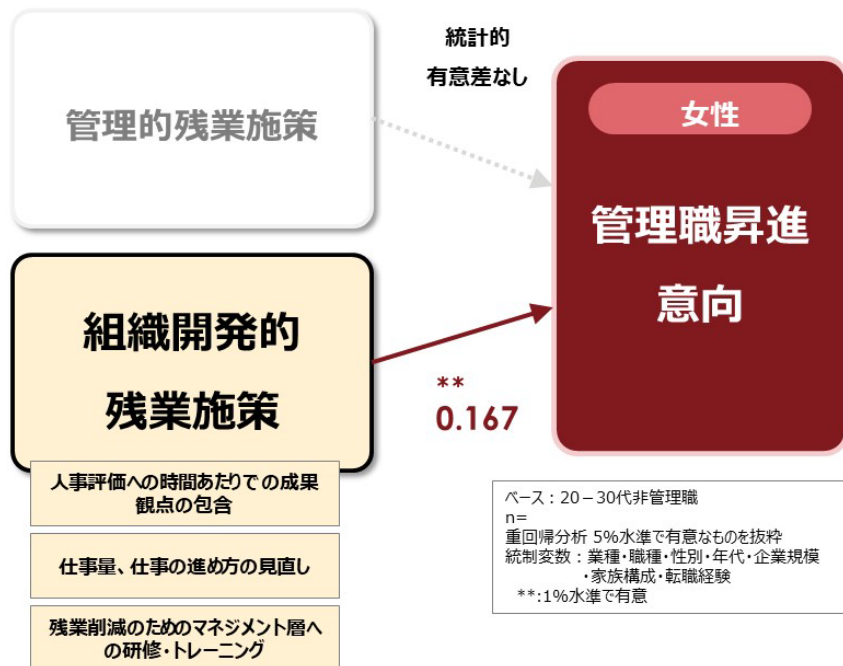 管理的残業施策
統計的
有意差なし
女性
管理職昇進
意向
組織開発的
残業施策
**
0.167
人事評価への時間あたりでの成果
観点の包含
仕事量、仕事の進め方の見直し
残業削減のためのマネジメント層へ
の研修・トレーニング
ベース：20－30代非管理職
n=
重回帰分析 5%水準で有意なものを抜粋
統制変数：業種・職種・性別・年代・企業規模
・家族構成・転職経験
**:1%水準で有意